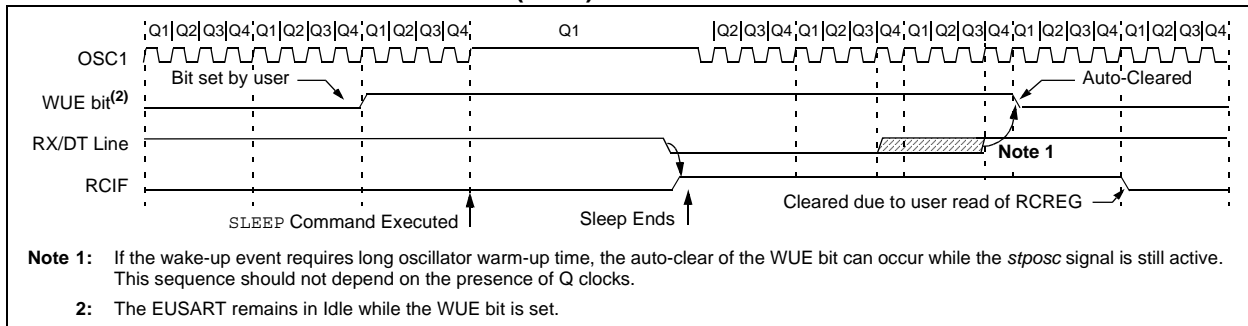 Q1 Q2 Q3 Q4 Q1 Q2 Q3 Q4 Q1 Q2 Q3 Q4 Q1 Q2 Q3 Q4 Q1 Q2 Q3 Q4 Q1 Q2 Q3 Q4 Q1 Q2 Q3 Q4 Q1 Q2 Q3 Q4
OSC1
Bit set by user
Auto-Cleared
WUE bit(2)
RX/DT Line
Note 1
RCIF
Cleared due to user read of RCREG
SLEEP Command Executed
Sleep Ends
Note 1: If the wake-up event requires long oscillator warm-up time, the auto-clear of the WUE bit can occur while the stposc signal is still active.
This sequence should not depend on the presence of Q clocks.
2: The EUSART remains in Idle while the WUE bit is set.